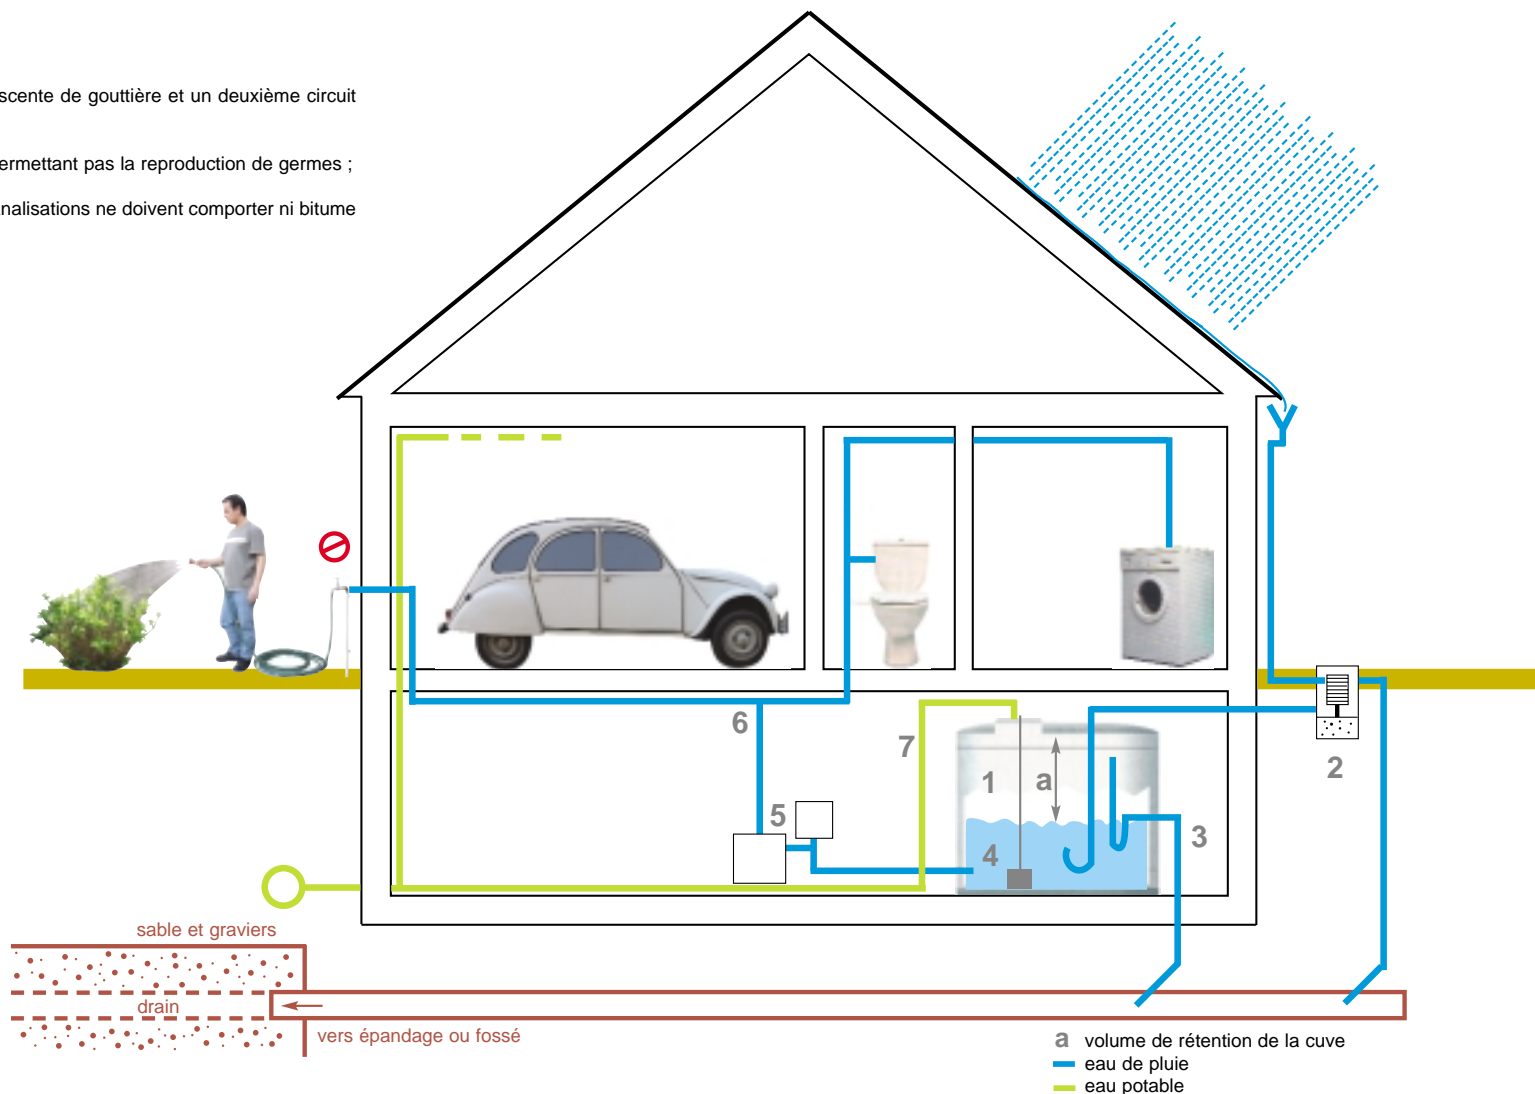 scente de gouttière et un deuxième circuit
ermettant pas la reproduction de germes ;
nalisations ne doivent comporter ni bitume
6
7
1
a
2
5
3
4
sable et graviers
drain
vers épandage ou fossé
a volume de rétention de la cuve
eau de pluie
eau potable